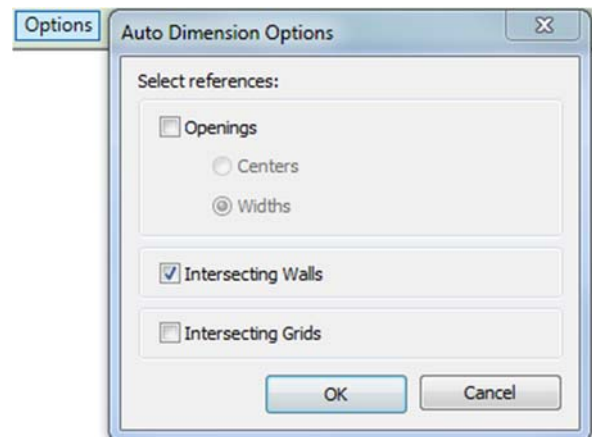 Options
Auto Dimension Options
Select references:
Openings
Centers
Widths
Intersecting Walls
Intersecting Grids
OK Cancel